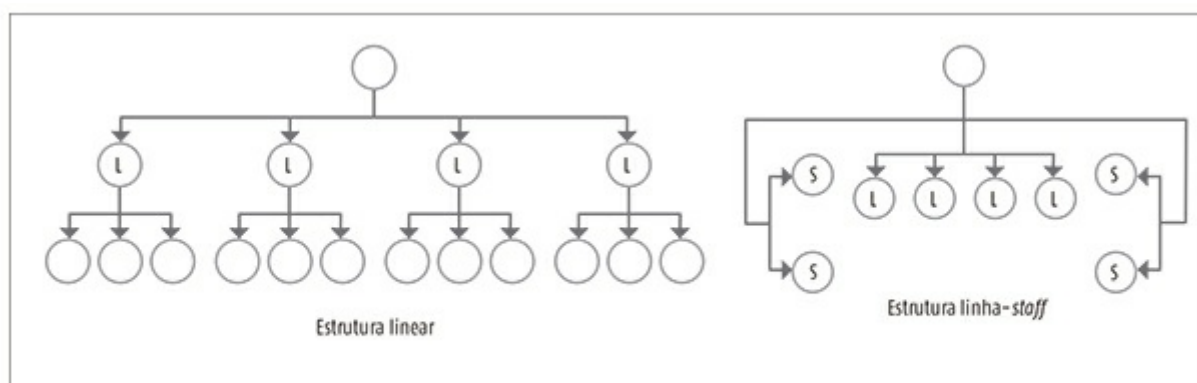 L L L L
Estrutura linear
S S
L L L L
S S
Estrutura linha-staff